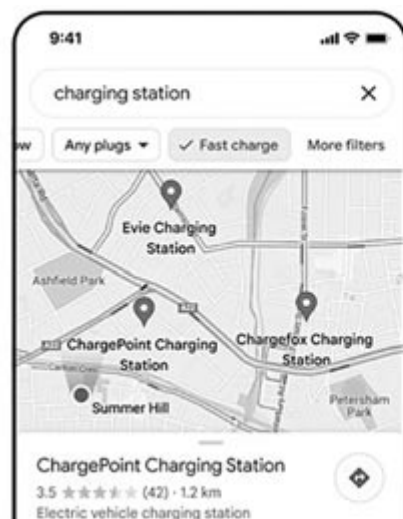 9:41
charging station
ow
Any plugs
Fast charge
More filters
Evie Charging
Station
Ashfield Park
ChargePoint Charging
Station
Chargefox Charging
Station
Summer Hill
Petersham
Park
ChargePoint Charging Station
3.5 ★★★★★ (42) · 1.2 km
Electric vehicle charging station